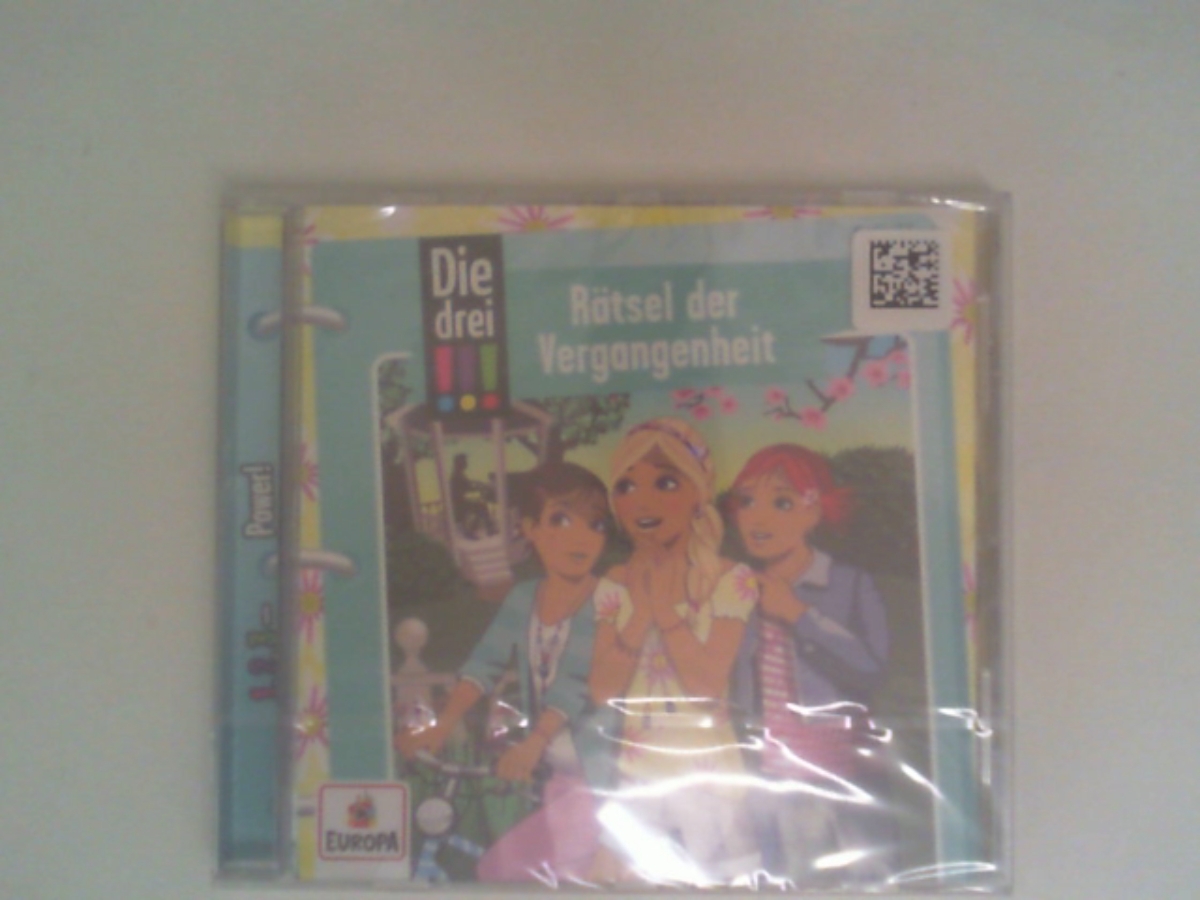 Die
drei
!!!
Rätsel der
Vergangenheit
Power!
EUROPA